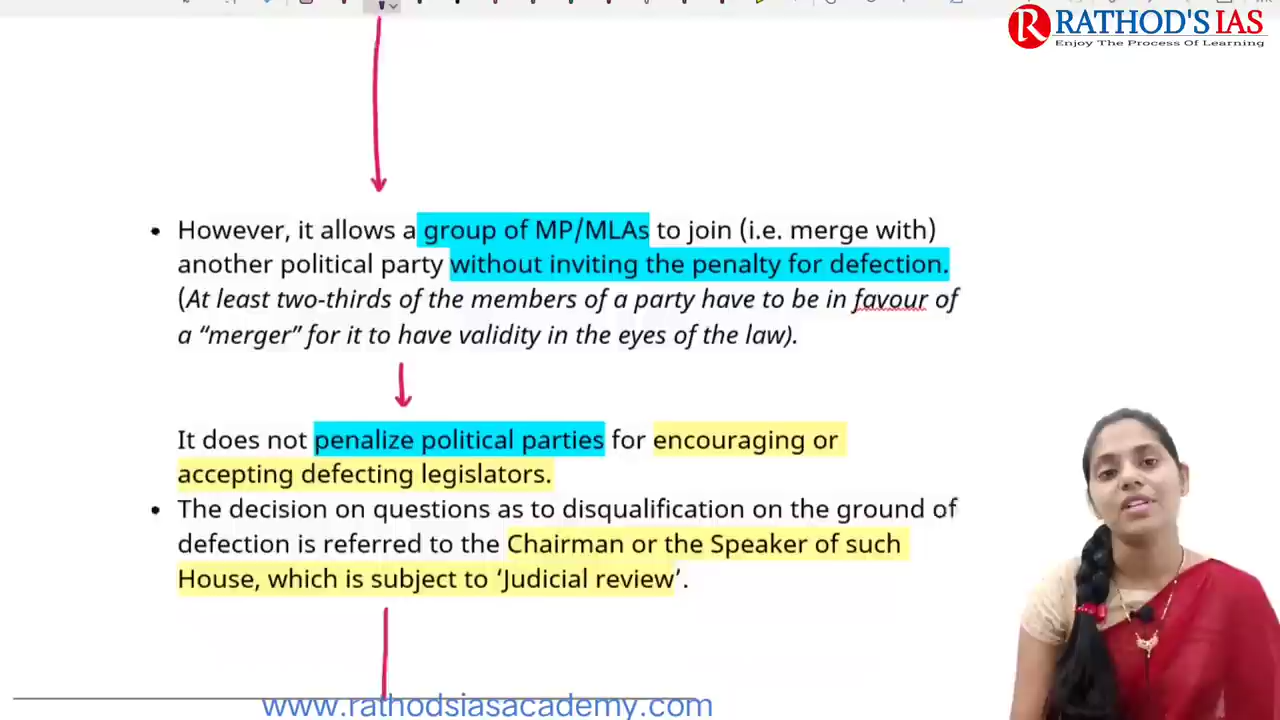 RATHOD'S IAS
Enjoy The Process Of Learning
• However, it allows a group of MP/MLAs to join (i.e. merge with)
another political party without inviting the penalty for defection.
(At least two-thirds of the members of a party have to be in favour of
a “merger” for it to have validity in the eyes of the law).
It does not penalize political parties for encouraging or
accepting defecting legislators.
• The decision on questions as to disqualification on the ground of
defection is referred to the Chairman or the Speaker of such
House, which is subject to ‘Judicial review’.
www.rathodsiasacademy.com